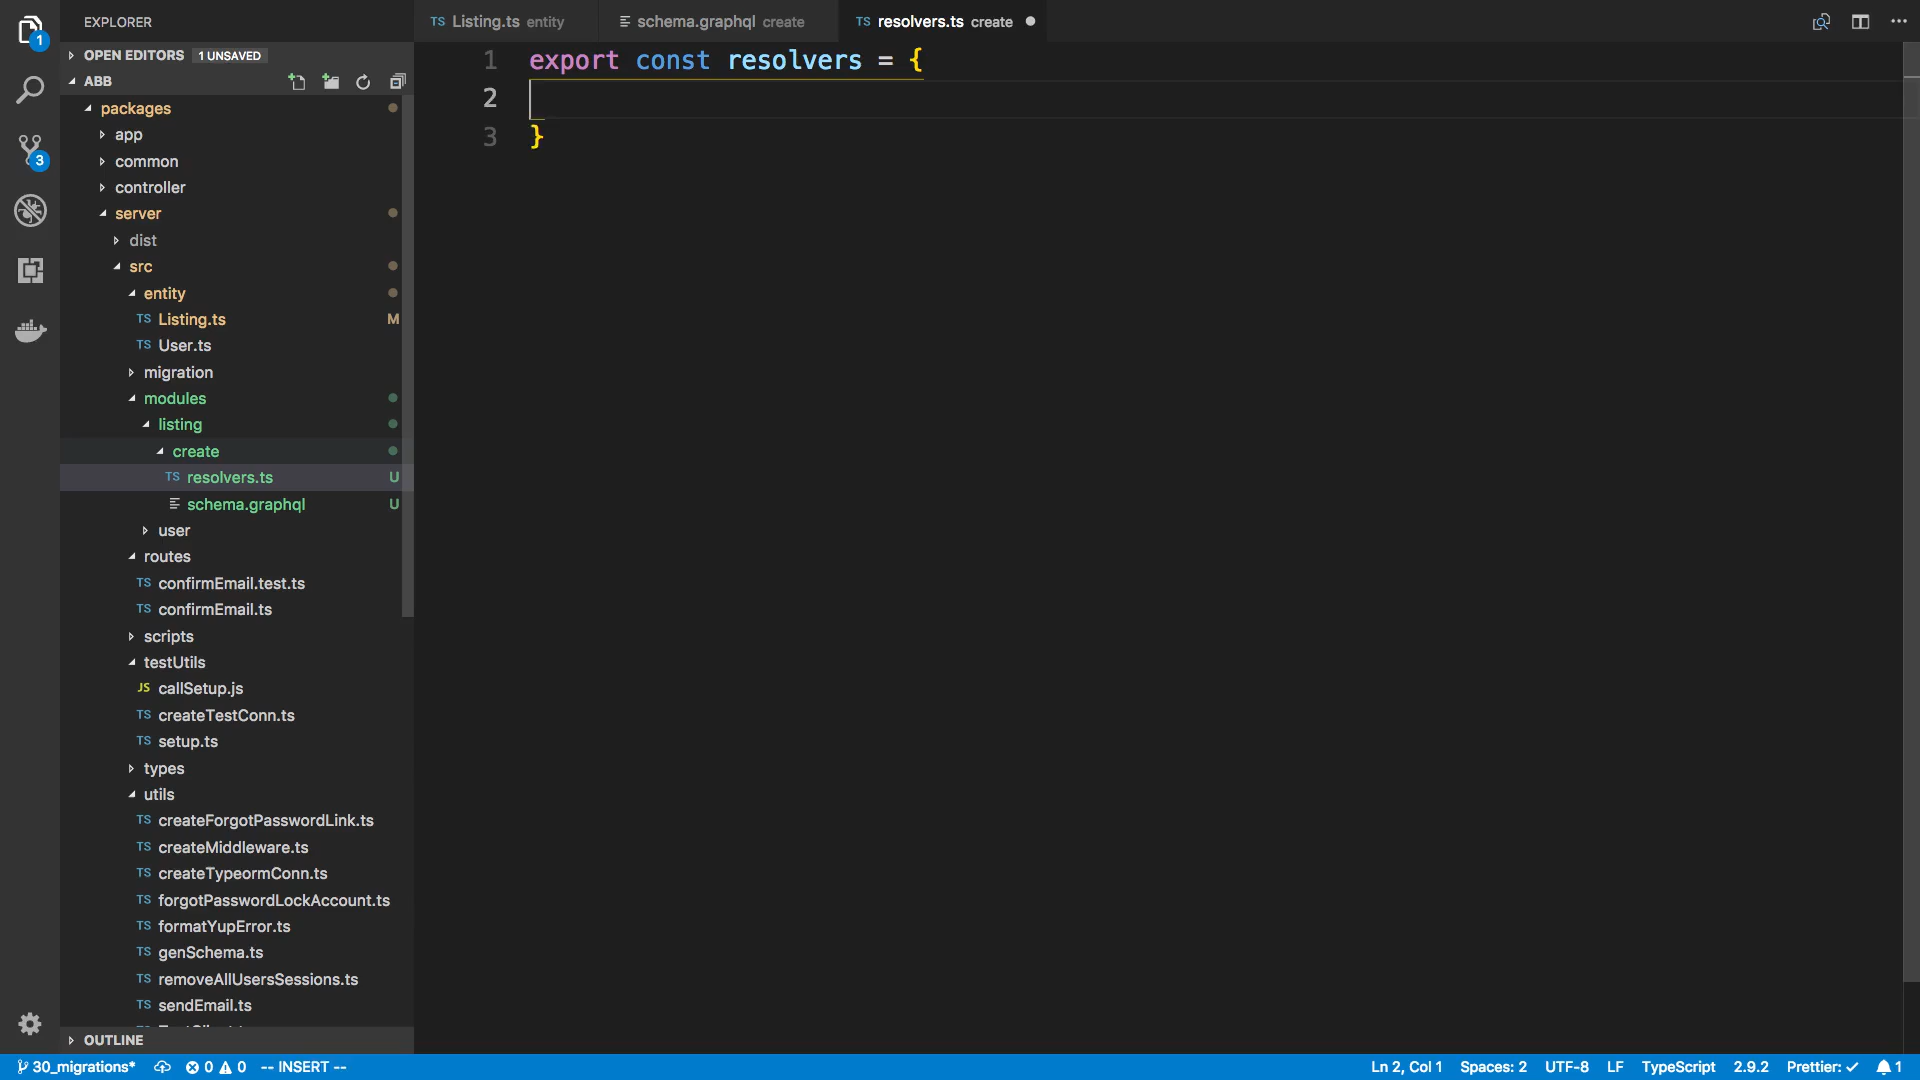 EXPLORER
Listing.ts entity
schema.graphql create
resolvers.ts create
OPEN EDITORS 1 UNSAVED
ABB
packages
app
common
controller
server
dist
src
entity
TS Listing.ts M
TS User.ts
migration
modules
listing
create
TS resolvers.ts U
schema.graphql U
user
routes
TS confirmEmail.test.ts
TS confirmEmail.ts
scripts
testUtils
JS callSetup.js
TS createTestConn.ts
TS setup.ts
types
utils
TS createForgotPasswordLink.ts
TS createMiddleware.ts
TS createTypeormConn.ts
TS forgotPasswordLockAccount.ts
TS formatYupError.ts
TS genSchema.ts
TS removeAllUsersSessions.ts
TS sendEmail.ts
OUTLINE
1
3
1 export const resolvers = {
2
3 }
30_migrations* 0 0 -- INSERT --
Ln 2, Col 1 Spaces: 2 UTF-8 LF TypeScript 2.9.2 Prettier: ✓ 1